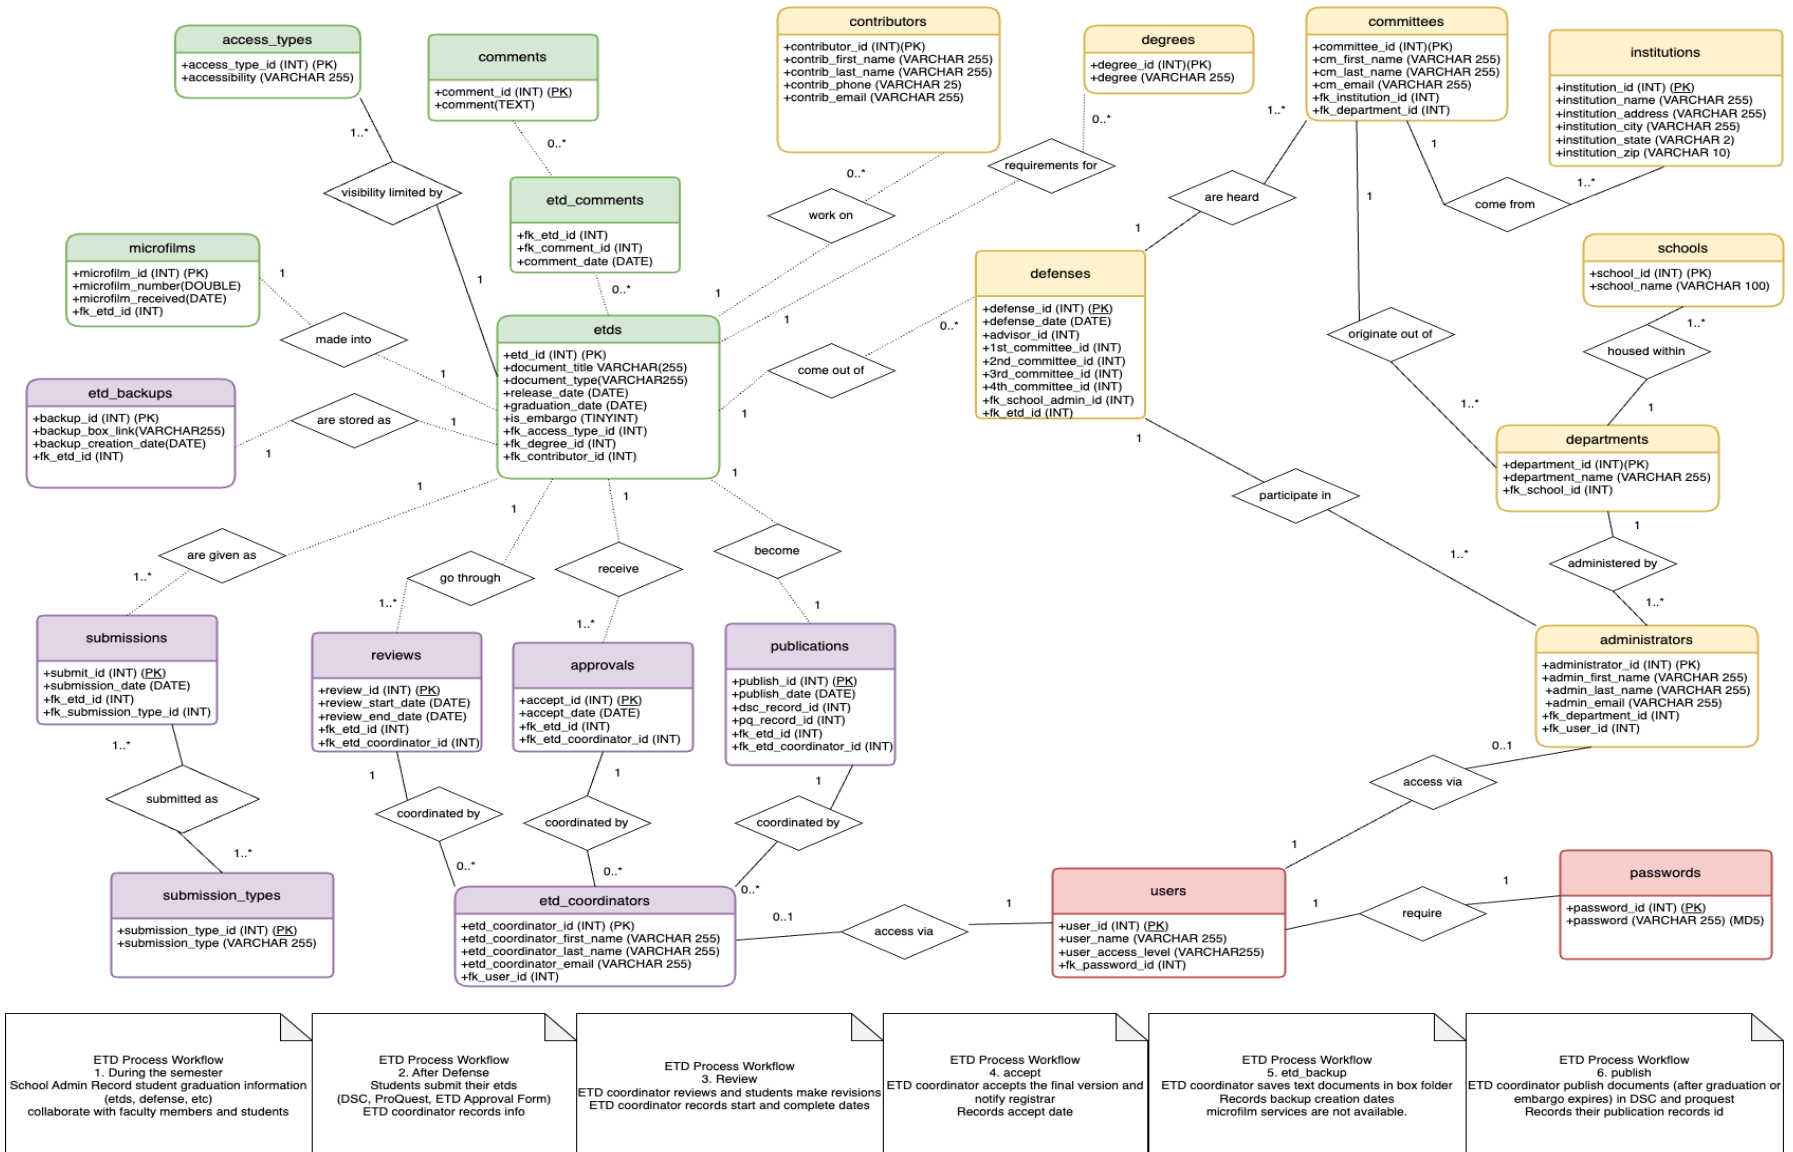 access_types
+access_type_id (INT) (PK)
+accessibility (VARCHAR 255)
comments
+comment_id (INT) (PK)
+comment(TEXT)
contributors
+contributor_id (INT)(PK)
+contrib_first_name (VARCHAR 255)
+contrib_last_name (VARCHAR 255)
+contrib_phone (VARCHAR 25)
+contrib_email (VARCHAR 255)
degrees
+degree_id (INT)(PK)
+degree (VARCHAR 255)
committees
+committee_id (INT)(PK)
+cm_first_name (VARCHAR 255)
+cm_last_name (VARCHAR 255)
+cm_email (VARCHAR 255)
+fk_institution_id (INT)
+fk_department_id (INT)
institutions
+institution_id (INT) (PK)
+institution_name (VARCHAR 255)
+institution_address (VARCHAR 255)
+institution_city (VARCHAR 255)
+institution_state (VARCHAR 2)
+institution_zip (VARCHAR 10)
1..*
0..*
0..*
0..*
1..*
1
1..*
visibility limited by
work on
requirements for
are heard
come from
1
1
etd_comments
+fk_etd_id (INT)
+fk_comment_id (INT)
+comment_date (DATE)
microfilms
+microfilm_id (INT) (PK)
+microfilm_number(DOUBLE)
+microfilm_received(DATE)
+fk_etd_id (INT)
1
1
0..*
1
1
0..*
schools
+school_id (INT) (PK)
+school_name (VARCHAR 100)
defenses
+defense_id (INT) (PK)
+defense_date (DATE)
+advisor_id (INT)
+1st_committee_id (INT)
+2nd_committee_id (INT)
+3rd_committee_id (INT)
+4th_committee_id (INT)
+fk_school_admin_id (INT)
+fk_etd_id (INT)
made into
come out of
originate out of
1..*
housed within
1
1
1..*
1
etds
+etd_id (INT) (PK)
+document_title VARCHAR(255)
+document_type(VARCHAR255)
+release_date (DATE)
+graduation_date (DATE)
+is_embargo (TINYINT)
+fk_access_type_id (INT)
+fk_degree_id (INT)
+fk_contributor_id (INT)
etd_backups
+backup_id (INT) (PK)
+backup_box_link(VARCHAR255)
+backup_creation_date(DATE)
+fk_etd_id (INT)
are stored as
1
1
departments
+department_id (INT)(PK)
+department_name (VARCHAR 255)
+fk_school_id (INT)
1
1
1
1
1
1
participate in
1
1..*
administered by
1..*
are given as
go through
receive
become
1..*
1..*
1..*
1
submissions
+submit_id (INT) (PK)
+submission_date (DATE)
+fk_etd_id (INT)
+fk_submission_type_id (INT)
reviews
+review_id (INT) (PK)
+review_start_date (DATE)
+review_end_date (DATE)
+fk_etd_id (INT)
+fk_etd_coordinator_id (INT)
approvals
+accept_id (INT) (PK)
+accept_date (DATE)
+fk_etd_id (INT)
+fk_etd_coordinator_id (INT)
publications
+publish_id (INT) (PK)
+publish_date (DATE)
+dsc_record_id (INT)
+pq_record_id (INT)
+fk_etd_id (INT)
+fk_etd_coordinator_id (INT)
administrators
+administrator_id (INT) (PK)
+admin_first_name (VARCHAR 255)
+admin_last_name (VARCHAR 255)
+admin_email (VARCHAR 255)
+fk_department_id (INT)
+fk_user_id (INT)
1..*
1
1
1
0..1
submitted as
coordinated by
coordinated by
coordinated by
access via
1..*
0..*
0..*
0..*
1
submission_types
+submission_type_id (INT) (PK)
+submission_type (VARCHAR 255)
etd_coordinators
+etd_coordinator_id (INT) (PK)
+etd_coordinator_first_name (VARCHAR 255)
+etd_coordinator_last_name (VARCHAR 255)
+etd_coordinator_email (VARCHAR 255)
+fk_user_id (INT)
0..1
access via
1
users
+user_id (INT) (PK)
+user_name (VARCHAR 255)
+user_access_level (VARCHAR255)
+fk_password_id (INT)
1
require
1
passwords
+password_id (INT) (PK)
+password (VARCHAR 255) (MD5)
ETD Process Workflow
1. During the semester
School Admin Record student graduation information
(etds, defense, etc)
collaborate with faculty members and students
ETD Process Workflow
2. After Defense
Students submit their etds
(DSC, ProQuest, ETD Approval Form)
ETD coordinator records info
ETD Process Workflow
3. Review
ETD coordinator reviews and students make revisions
ETD coordinator records start and complete dates
ETD Process Workflow
4. accept
ETD coordinator accepts the final version and
notify registrar
Records accept date
ETD Process Workflow
5. etd_backup
ETD coordinator saves text documents in box folder
Records backup creation dates
microfilm services are not available.
ETD Process Workflow
6. publish
ETD coordinator publish documents (after graduation or
embargo expires) in DSC and proquest
Records their publication records id